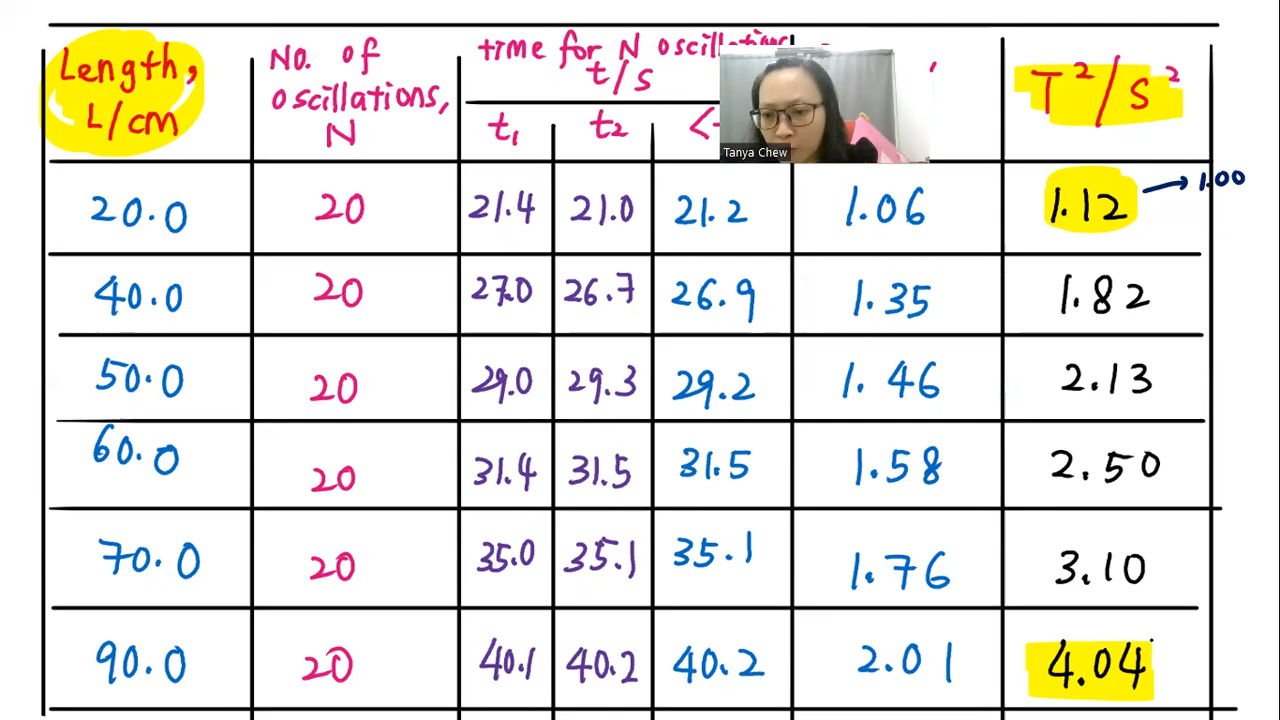 Length, No. of time for N oscillations T²/s²
L/cm oscillations, t/s
N t1 t2 <t
Tanya Chew
20.0 20 21.4 21.0 21.2 1.06 1.12 → 1.00
40.0 20 27.0 26.7 26.9 1.35 1.82
50.0 20 29.0 29.3 29.2 1.46 2.13
60.0 20 31.4 31.5 31.5 1.58 2.50
70.0 20 35.0 35.1 35.1 1.76 3.10
90.0 20 40.1 40.2 40.2 2.01 4.04